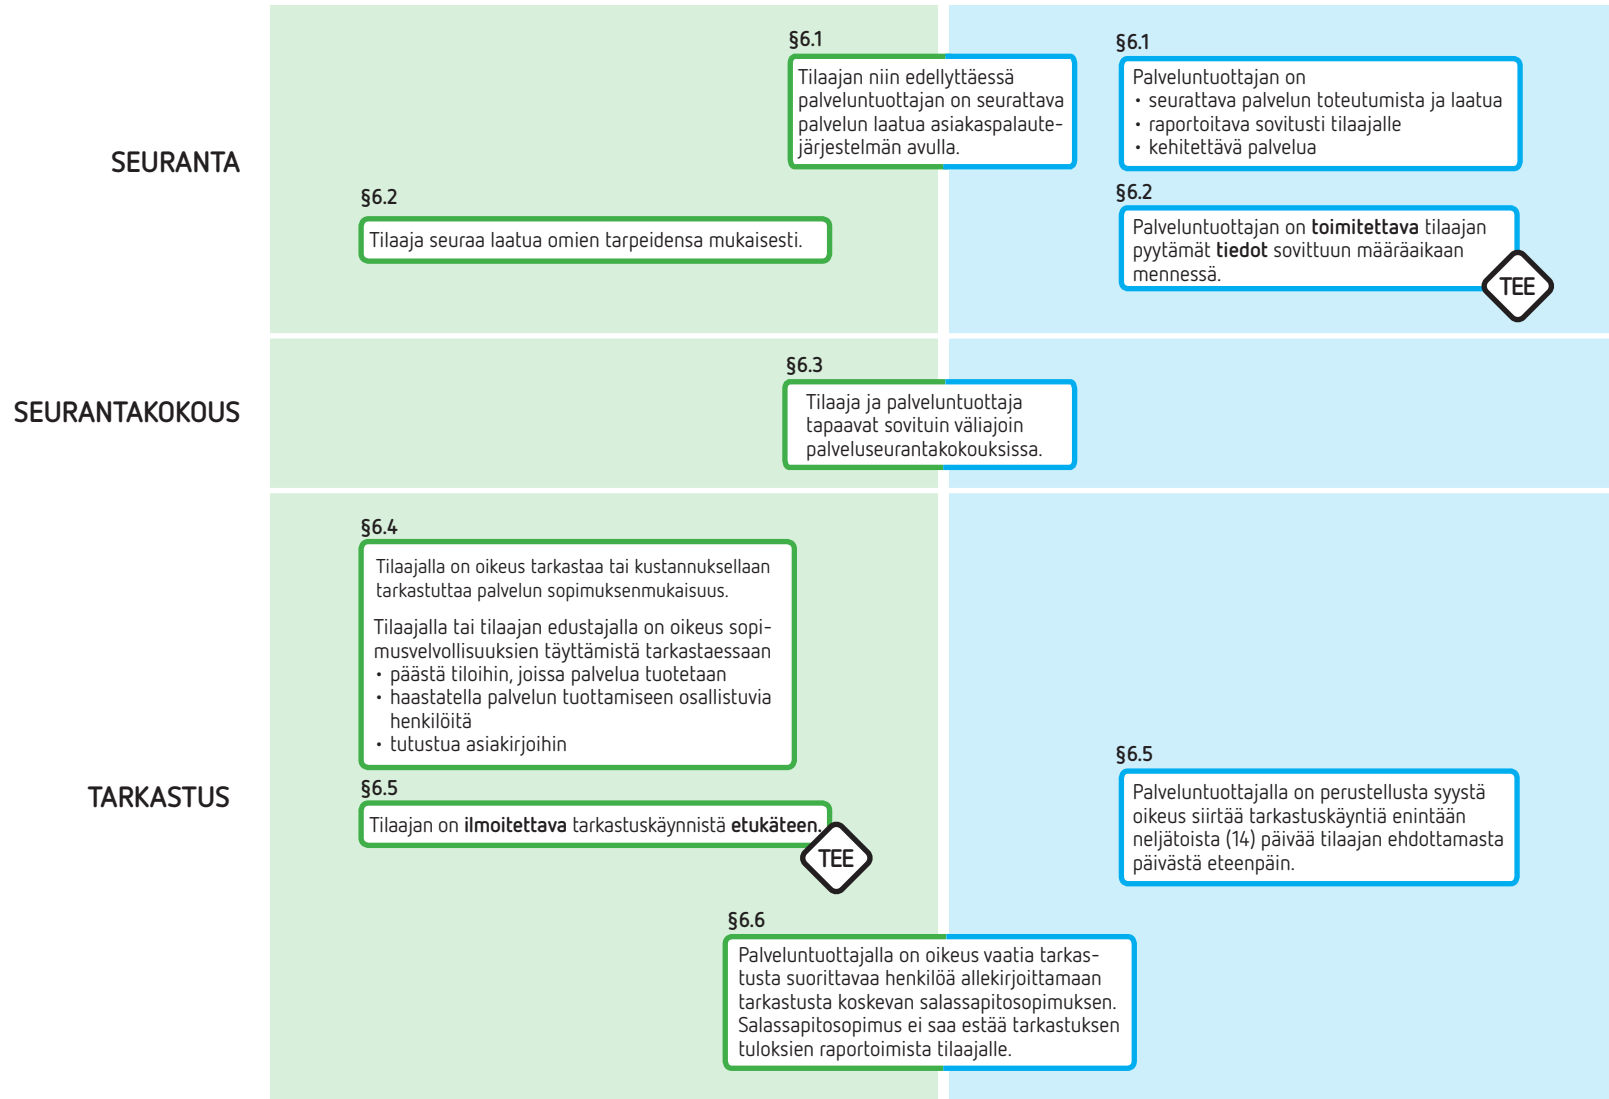 SEURANTA
§6.1
Tilaajan niin edellyttäessä
palveluntuottajan on seurattava
palvelun laatua asiakaspalaute-
järjestelmän avulla.
§6.1
Palveluntuottajan on
• seurattava palvelun toteutumista ja laatua
• raportoitava sovitusti tilaajalle
• kehitettävä palvelua
§6.2
Tilaaja seuraa laatua omien tarpeidensa mukaisesti.
§6.2
Palveluntuottajan on toimitettava tilaajan
pyytämät tiedot sovittuun määräaikaan
mennessä.
TEE
SEURANTAKOKOUS
§6.3
Tilaaja ja palveluntuottaja
tapaavat sovituin väliajoin
palveluseurantakokouksissa.
TARKASTUS
§6.4
Tilaajalla on oikeus tarkastaa tai kustannuksellaan
tarkastuttaa palvelun sopimuksenmukaisuus.
Tilaajalla tai tilaajan edustajalla on oikeus sopi-
musvelvollisuuksien täyttämistä tarkastaessaan
• päästä tiloihin, joissa palvelua tuotetaan
• haastatella palvelun tuottamiseen osallistuvia
henkilöitä
• tutustua asiakirjoihin
§6.5
Tilaajan on ilmoitettava tarkastuskäynnistä etukäteen.
TEE
§6.5
Palveluntuottajalla on perustellusta syystä
oikeus siirtää tarkastuskäyntiä enintään
neljätoista (14) päivää tilaajan ehdottamasta
päivästä eteenpäin.
§6.6
Palveluntuottajalla on oikeus vaatia tarkas-
tusta suorittavaa henkilöä allekirjoittamaan
tarkastusta koskevan salassapitosopimuksen.
Salassapitosopimus ei saa estää tarkastuksen
tuloksien raportoimista tilaajalle.